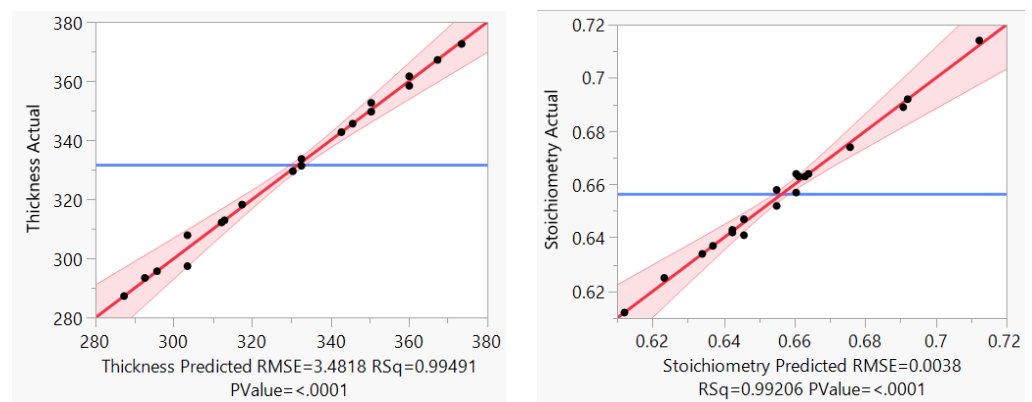 380
360
340
320
300
280
Thickness Actual
280 300 320 340 360 380
Thickness Predicted RMSE=3.4818 RSq=0.99491
PValue=<.0001
0.72
0.7
0.68
0.66
0.64
0.62
Stoichiometry Actual
0.62 0.64 0.66 0.68 0.7 0.72
Stoichiometry Predicted RMSE=0.0038
RSq=0.99206 PValue=<.0001